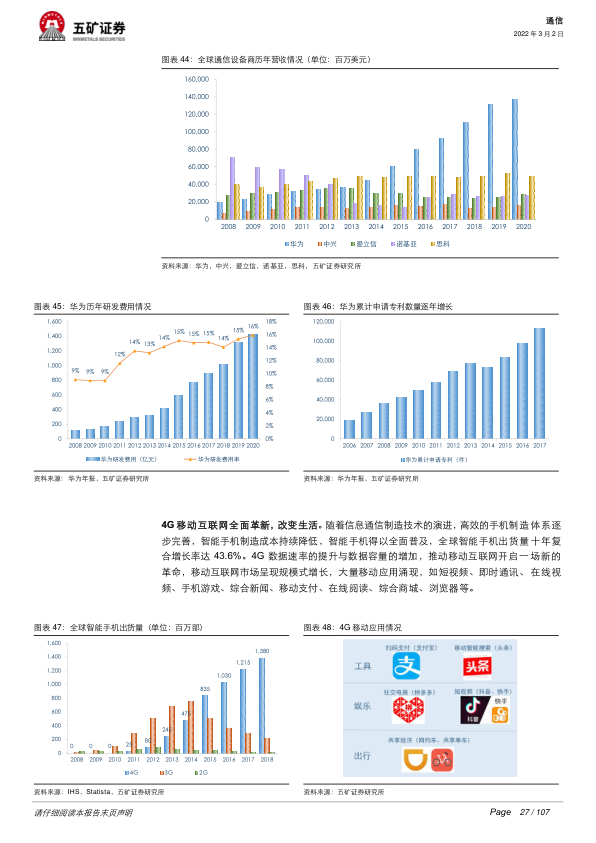 五矿证券
MINMETALS SECURITIES
通信
2022 年 3 月 2 日
图表 44：全球通信设备商历年营收情况（单位：百万美元）
160,000
140,000
120,000
100,000
80,000
60,000
40,000
20,000
0
2008 2009 2010 2011 2012 2013 2014 2015 2016 2017 2018 2019 2020
华为 中兴 爱立信 诺基亚 思科
资料来源：华为，中兴，爱立信，诺基亚，思科，五矿证券研究所
图表 45：华为历年研发费用情况
1,600
1,400
1,200
1,000
800
600
400
200
0
18%
16%
14%
12%
10%
8%
6%
4%
2%
0%
9% 9% 9% 12% 14% 13% 14% 15% 15% 15% 14% 15% 16%
2008 2009 2010 2011 2012 2013 2014 2015 2016 2017 2018 2019 2020
华为研发费用（亿元） 华为研发费用率
资料来源：华为年报，五矿证券研究所
图表 46：华为累计申请专利数量逐年增长
120,000
100,000
80,000
60,000
40,000
20,000
0
2006 2007 2008 2009 2010 2011 2012 2013 2014 2015 2016 2017
华为累计申请专利（件）
资料来源：华为年报，五矿证券研究所
4G 移动互联网全面革新，改变生活。随着信息通信制造技术的演进，高效的手机制造体系逐
步完善，智能手机制造成本持续降低，智能手机得以全面普及，全球智能手机出货量十年复
合增长率达 43.6%。4G 数据速率的提升与数据容量的增加，推动移动互联网开启一场新的
革命，移动互联网市场呈现规模式增长，大量移动应用涌现，如短视频、即时通讯、在线视
频、手机游戏、综合新闻、移动支付、在线阅读、综合商城、浏览器等。
图表 47：全球智能手机出货量（单位：百万部）
1,600
1,400
1,200
1,000
800
600
400
200
0
0 0 0 25 80 245 475 835 1,030 1,215 1,380
2008 2009 2010 2011 2012 2013 2014 2015 2016 2017 2018
4G 3G 2G
资料来源：IHS，Statista，五矿证券研究所
图表 48：4G 移动应用情况
扫码支付（支付宝） 移动智能搜索（头条）
工具
支 头条
社交电商（拼多多） 短视频（抖音、快手）
娱乐
抖音 快手
共享经济（网约车、共享单车）
出行
资料来源：五矿证券研究所
请仔细阅读本报告末页声明
Page 27 / 107